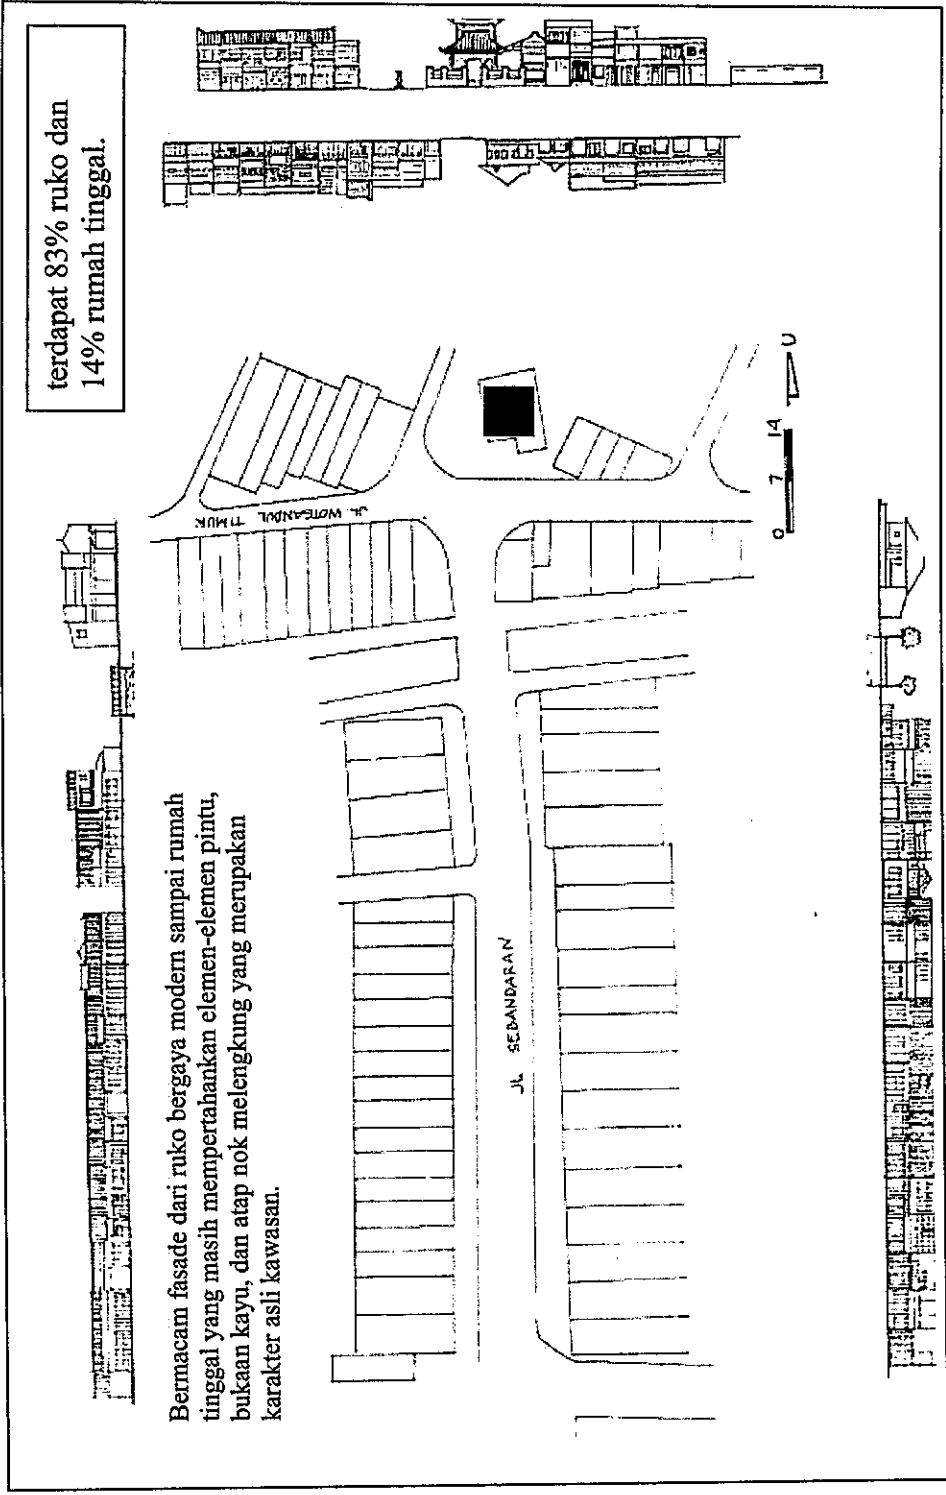 terdapat 83% ruko dan
14% rumah tinggal.
Bermacam fasade dari ruko bergaya modern sampai rumah
tinggal yang masih mempertahankan elemen-elemen pintu,
bukaan kayu, dan atap nok melengkung yang merupakan
karakter asli kawasan.
JL WOTGANDUL TIMUR
JL SEBANDARAN
0 7 14 U